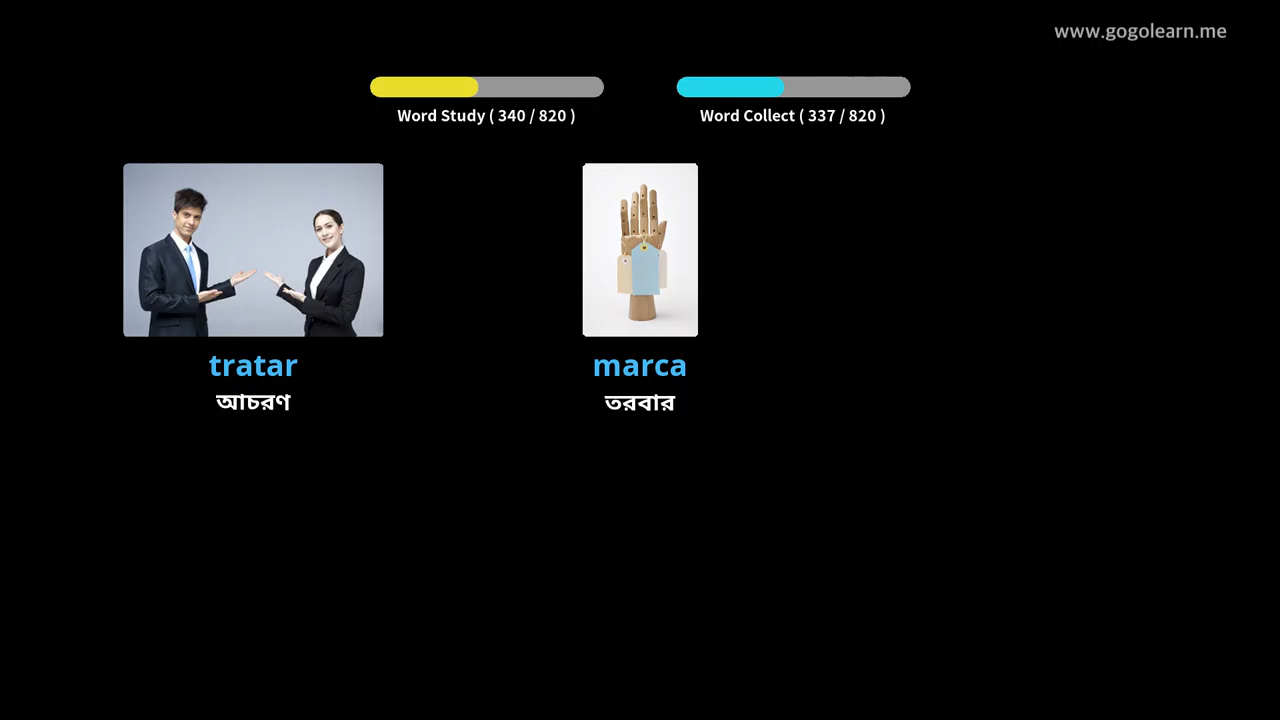 www.gogolearn.me
Word Study ( 340 / 820 )
Word Collect ( 337 / 820 )
tratar
আচরণ
marca
তরবার